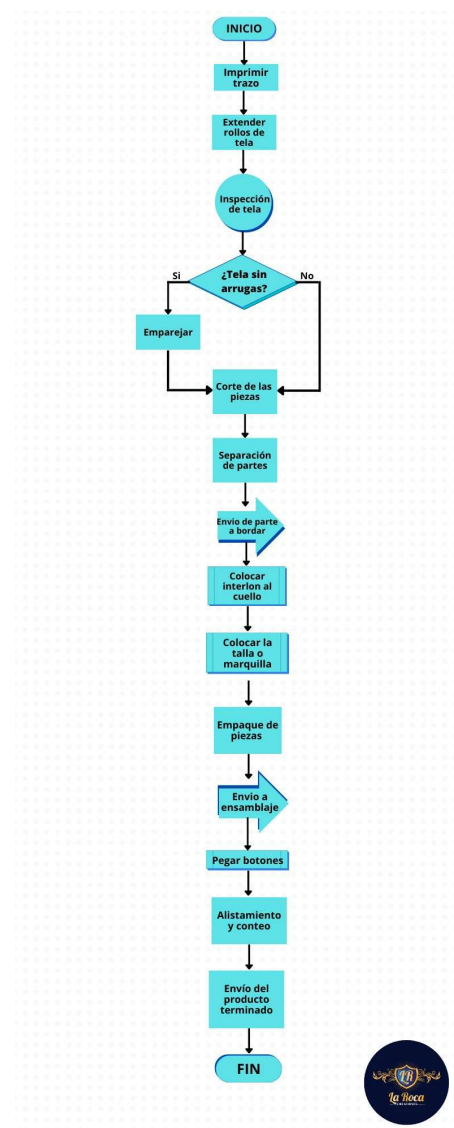 INICIO
Imprimir
trazo
Extender
rollos de
tela
Inspección
de tela
¿Tela sin
arrugas?
Si
No
Emparejar
Corte de las
piezas
Separación
de partes
Envio de parte
a bordar
Colocar
interlon al
cuello
Colocar la
talla o
marquilla
Empaque de
piezas
Envio a
ensamblaje
Pegar botones
Alistamiento
y conteo
Envío del
producto
terminado
FIN
LR
La Roca